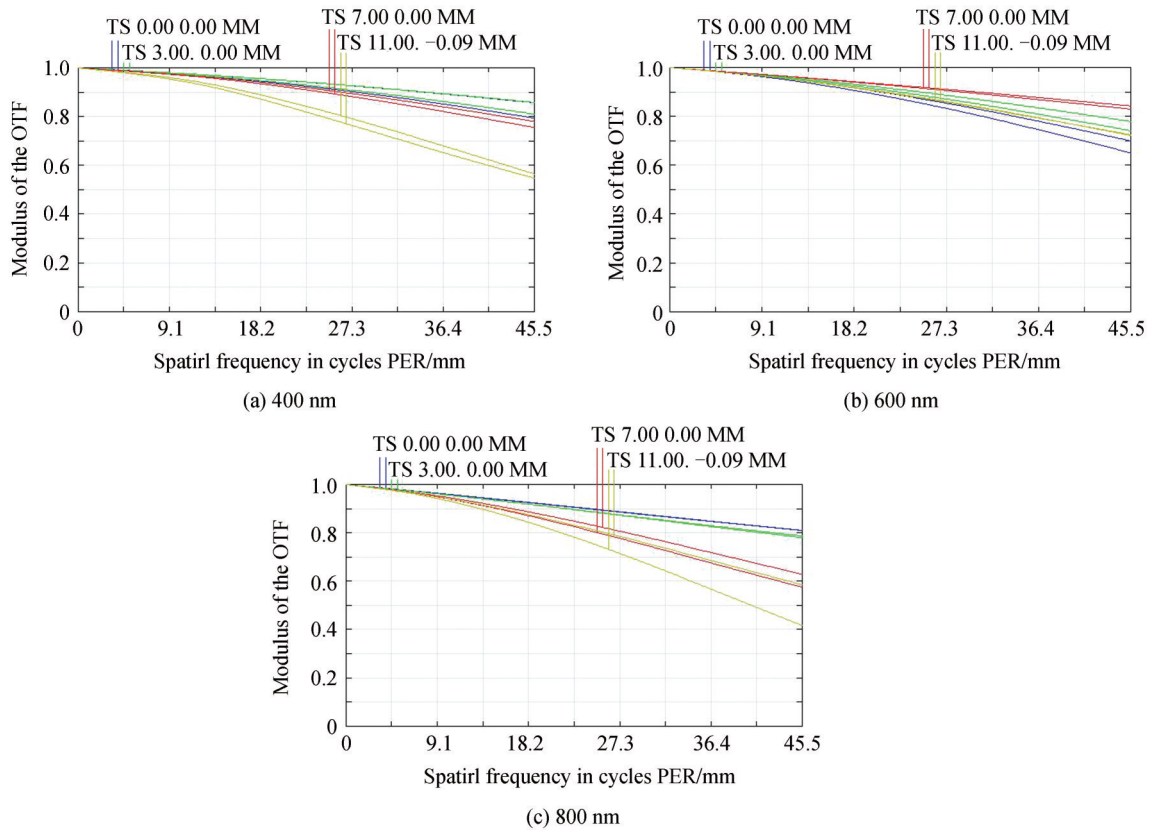 TS 0.00 0.00 MM
TS 3.00. 0.00 MM
TS 7.00 0.00 MM
TS 11.00. −0.09 MM
1.0
0.8
0.6
0.4
0.2
0
Modulus of the OTF
0 9.1 18.2 27.3 36.4 45.5
Spatirl frequency in cycles PER/mm
(a) 400 nm
TS 0.00 0.00 MM
TS 3.00. 0.00 MM
TS 7.00 0.00 MM
TS 11.00. −0.09 MM
1.0
0.8
0.6
0.4
0.2
0
Modulus of the OTF
0 9.1 18.2 27.3 36.4 45.5
Spatirl frequency in cycles PER/mm
(b) 600 nm
TS 0.00 0.00 MM
TS 3.00. 0.00 MM
TS 7.00 0.00 MM
TS 11.00. −0.09 MM
1.0
0.8
0.6
0.4
0.2
0
Modulus of the OTF
0 9.1 18.2 27.3 36.4 45.5
Spatirl frequency in cycles PER/mm
(c) 800 nm